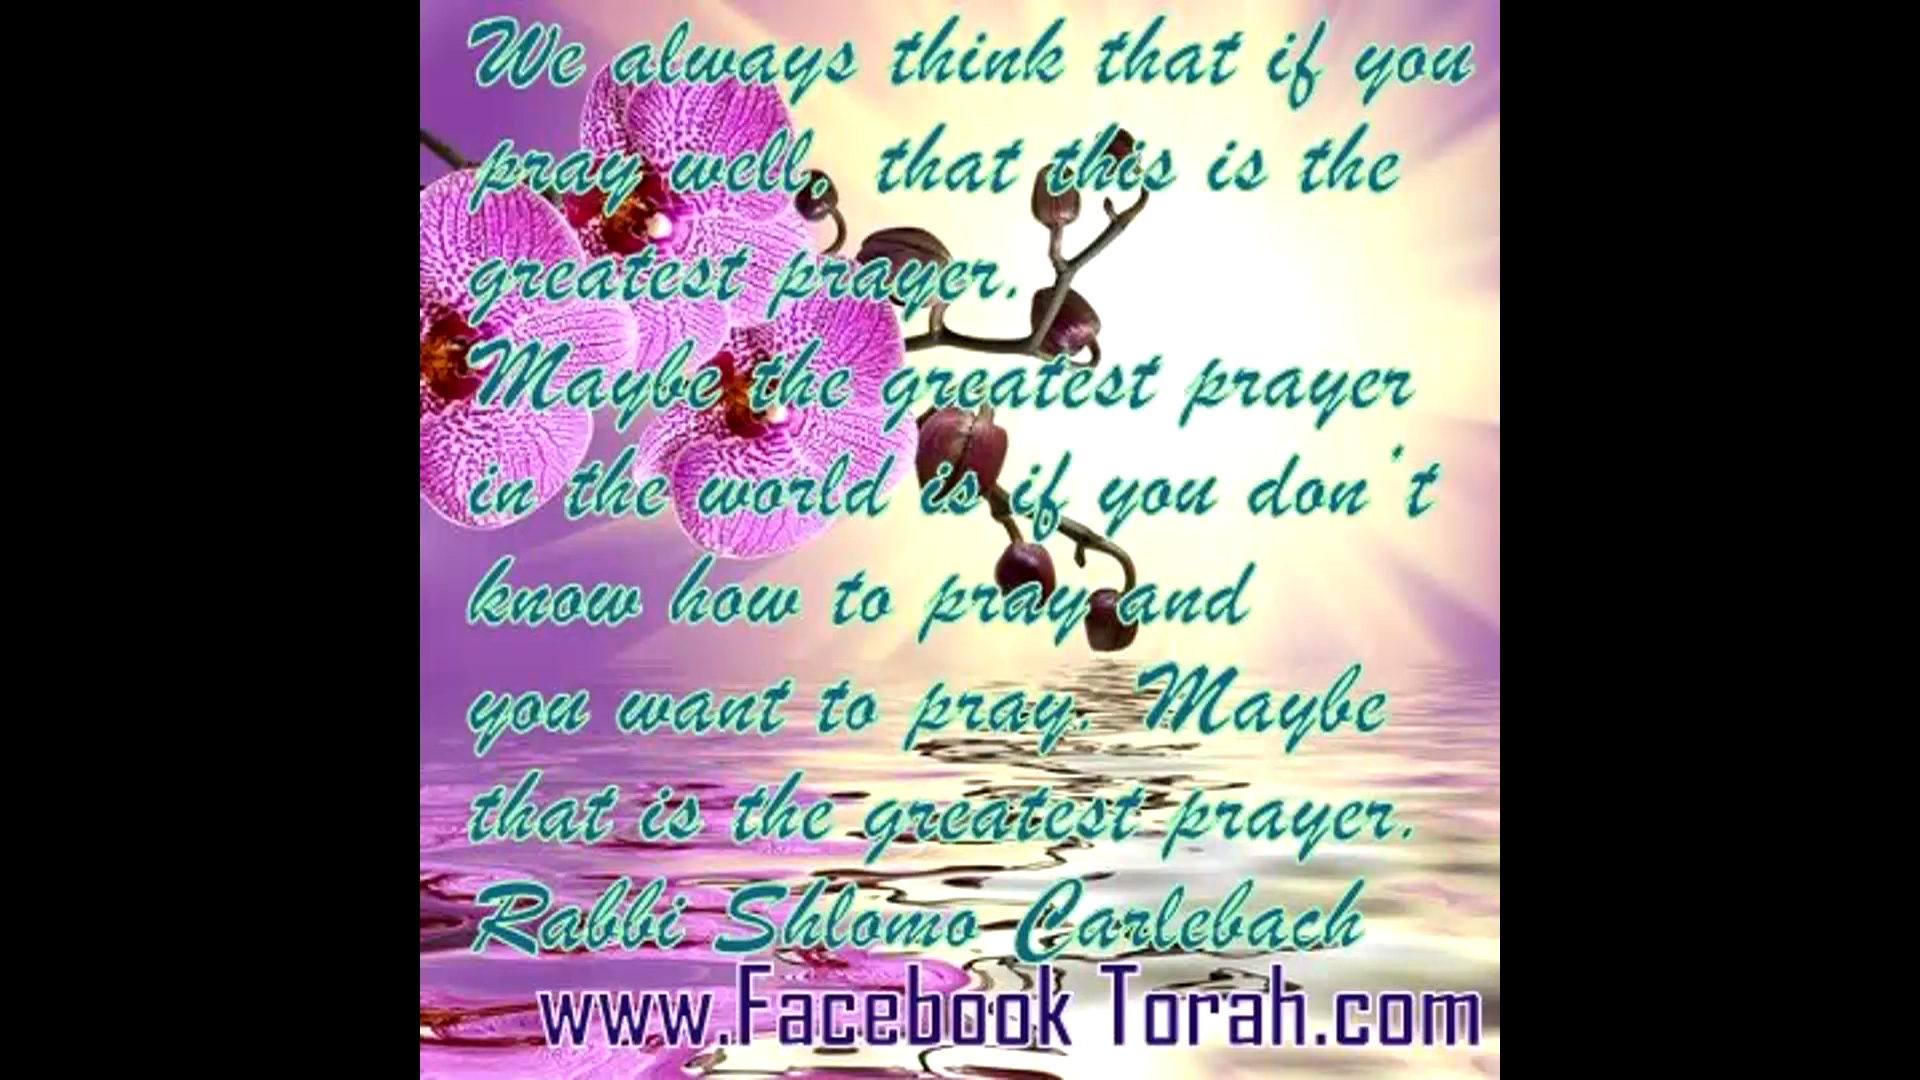 We always think that if you
pray well, that this is the
greatest prayer.
Maybe the greatest prayer
in the world is if you don't
know how to pray and
you want to pray. Maybe
that is the greatest prayer.
Rabbi Shlomo Carlebach
www.Facebook Torah.com